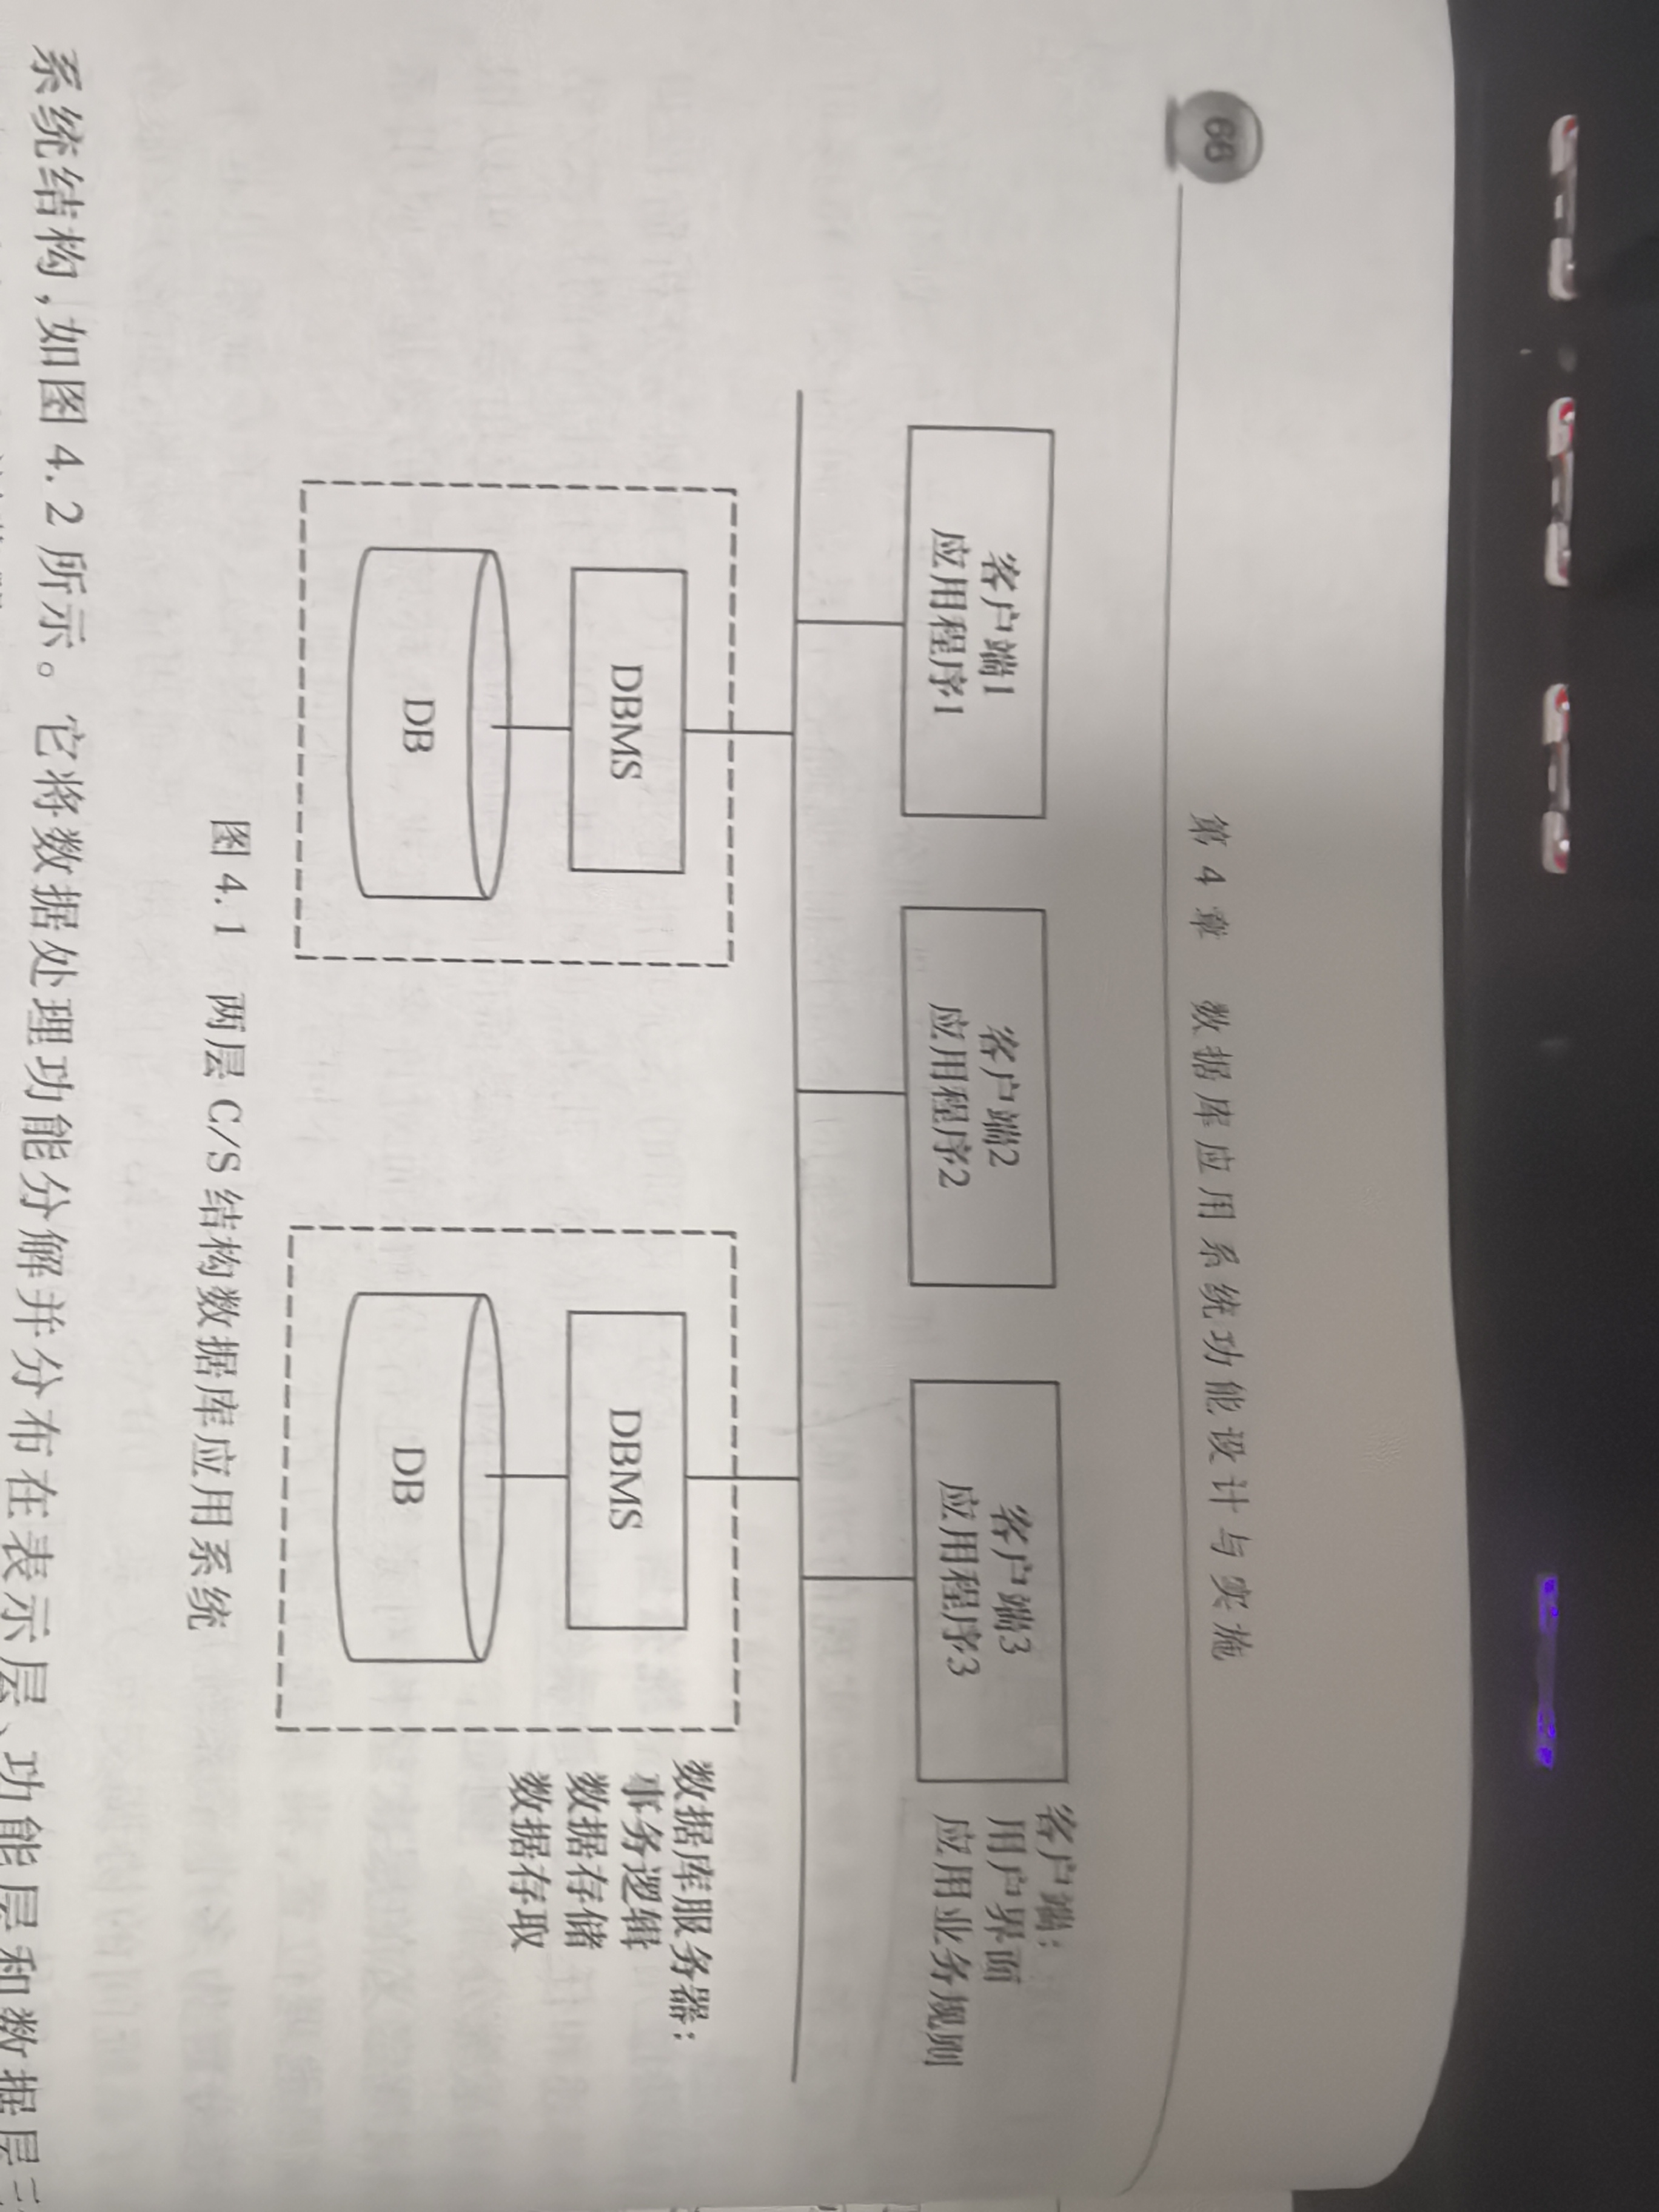 66
第4章 数据库应用系统功能设计与实施
客户端1
应用程序1
客户端2
应用程序2
客户端3
应用程序3
客户端:
用户界面
应用业务规则
DBMS
DB
DBMS
DB
数据库服务器:
事务逻辑
数据存储
数据存取
图4.1 两层C/S结构数据库应用系统
系统结构,如图4.2所示。它将数据处理功能分解并分布在表示层、功能层和数据层三